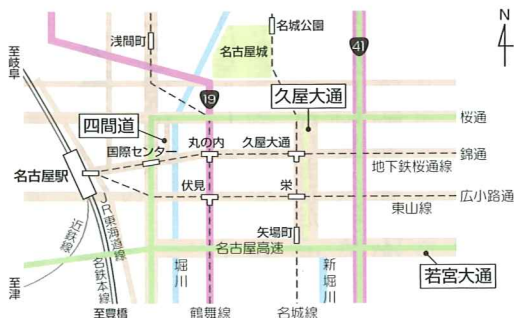 名城公園
N
浅間町
名古屋城
41
至岐阜
19
久屋大通
四間道
桜通
国際センター
丸の内
久屋大通
錦通
地下鉄桜通線
名古屋駅
伏見
栄
広小路通
東山線
JR東海道線
近鉄線
矢場町
名古屋高速
名鉄本線
堀川
新堀川
若宮大通
至津
至豊橋
鶴舞線
名城線